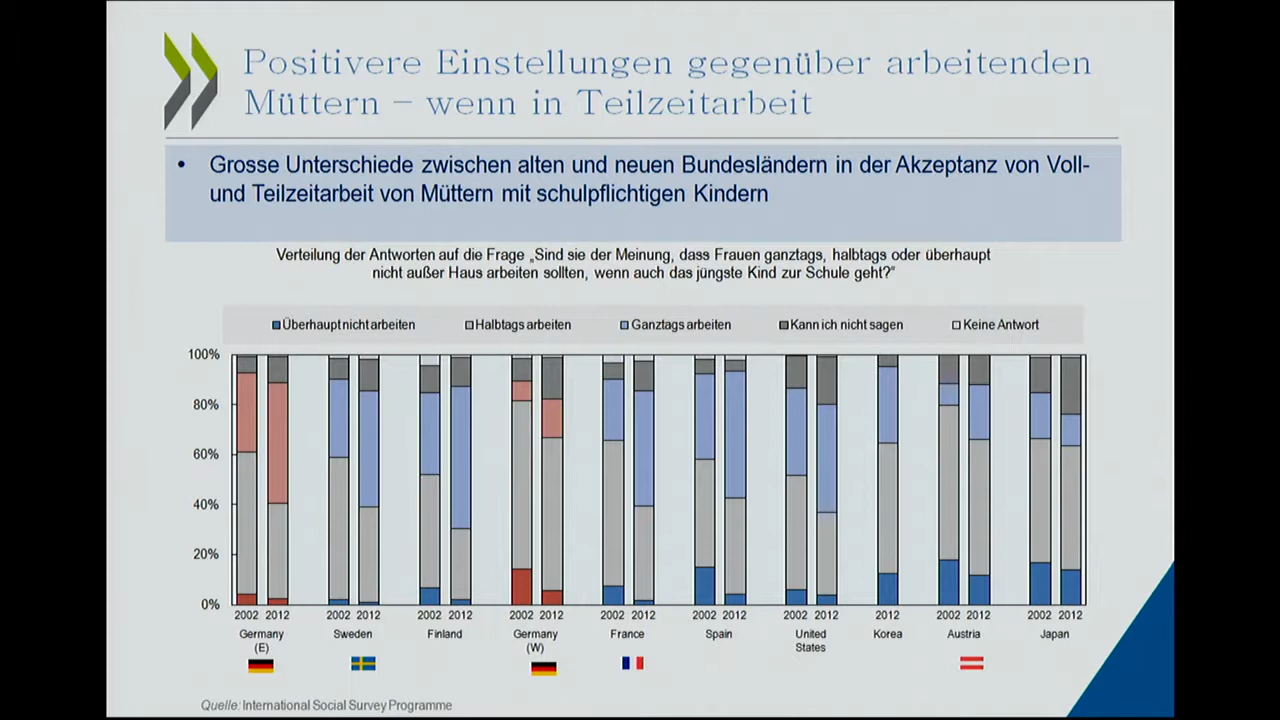 Positivere Einstellungen gegenüber arbeitenden
Müttern – wenn in Teilzeitarbeit
• Grosse Unterschiede zwischen alten und neuen Bundesländern in der Akzeptanz von Voll-
und Teilzeitarbeit von Müttern mit schulpflichtigen Kindern
Verteilung der Antworten auf die Frage „Sind sie der Meinung, dass Frauen ganztags, halbtags oder überhaupt
nicht außer Haus arbeiten sollten, wenn auch das jüngste Kind zur Schule geht?“
Überhaupt nicht arbeiten Halbtags arbeiten Ganztags arbeiten Kann ich nicht sagen Keine Antwort
100%
80%
60%
40%
20%
0%
2002 2012 2002 2012 2002 2012 2002 2012 2002 2012 2002 2012 2002 2012 2002 2002 2012 2002 2012
Germany Sweden Finland Germany France Spain United Korea Austria Japan
(E) (W) States
Quelle: International Social Survey Programme